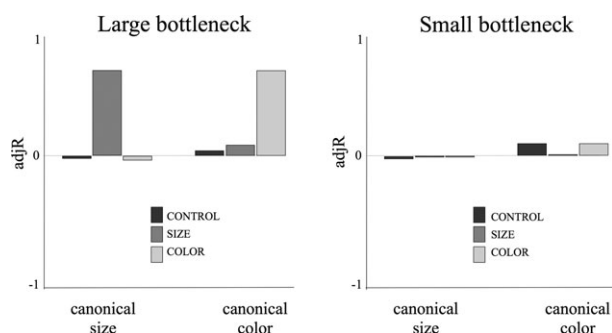 Large bottleneck
1
adjR
0
-1
CONTROL
SIZE
COLOR
canonical
size
canonical
color
Small bottleneck
1
adjR
0
-1
CONTROL
SIZE
COLOR
canonical
size
canonical
color